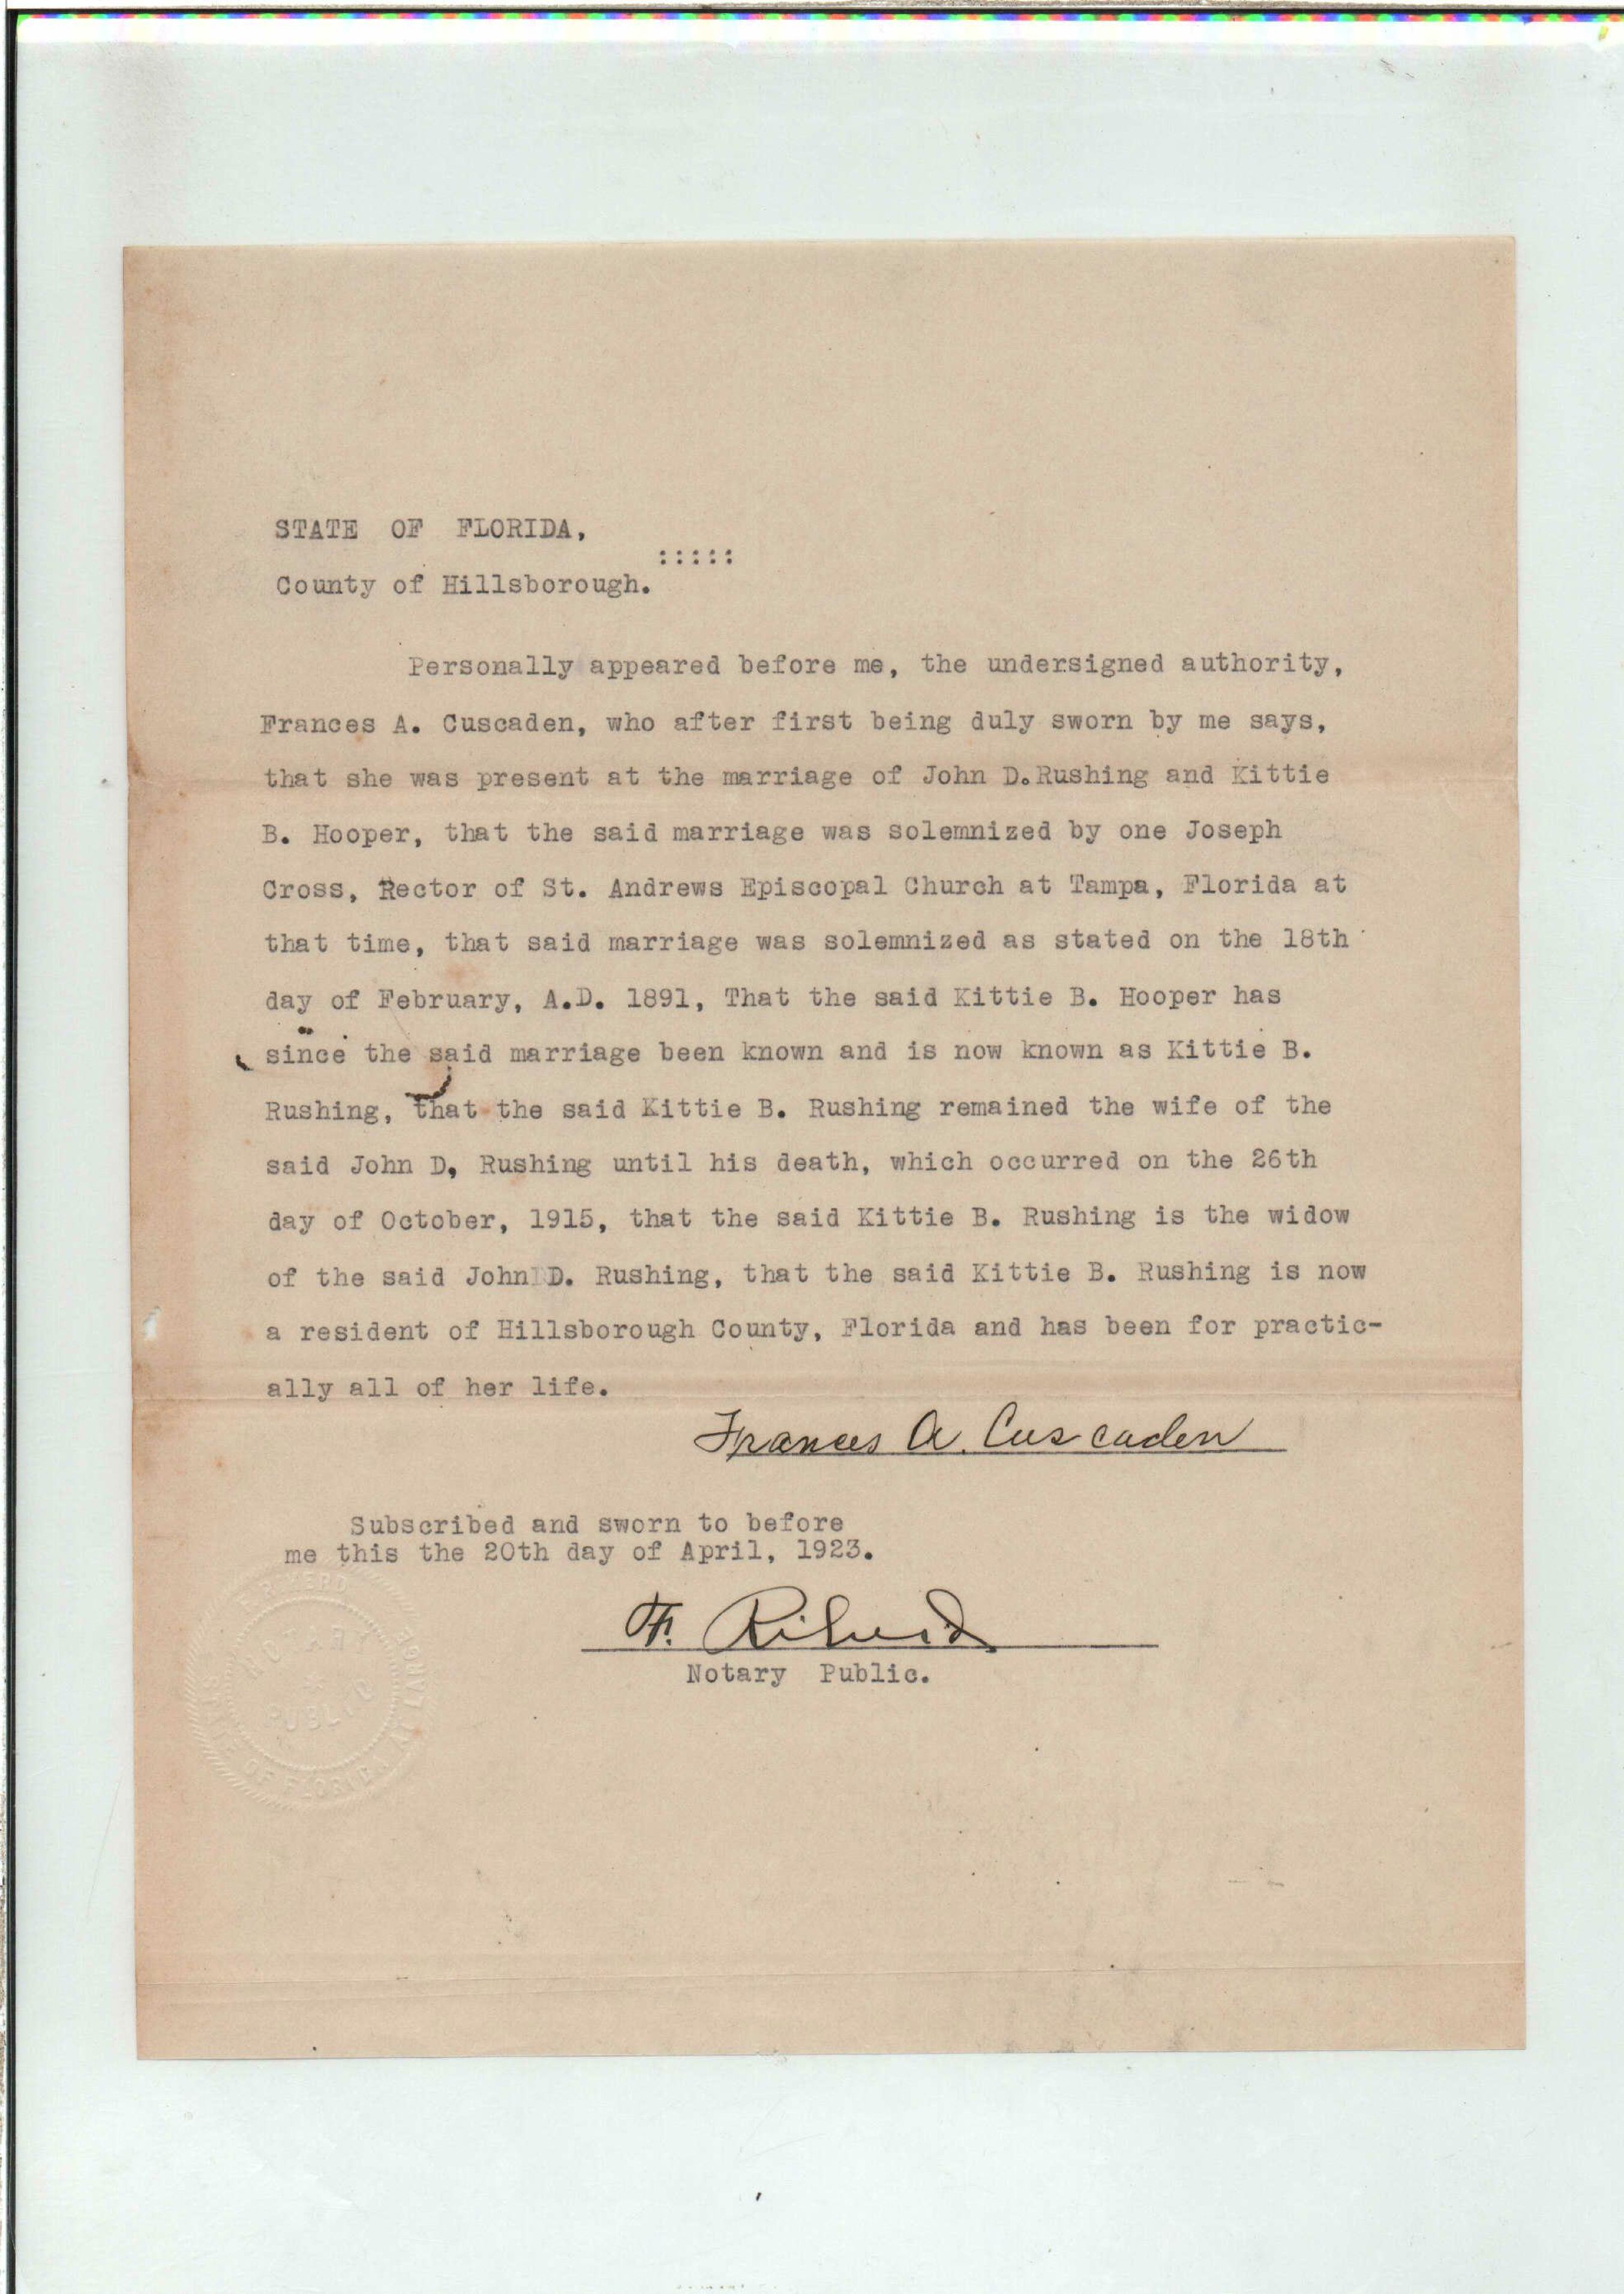 STATE OF FLORIDA,
:::::
County of Hillsborough.
Personally appeared before me, the undersigned authority,
Frances A. Cuscaden, who after first being duly sworn by me says,
that she was present at the marriage of John D.Rushing and Kittie
B. Hooper, that the said marriage was solemnized by one Joseph
Cross, Rector of St. Andrews Episcopal Church at Tampa, Florida at
that time, that said marriage was solemnized as stated on the 18th
day of February, A.D. 1891, That the said Kittie B. Hooper has
since the said marriage been known and is now known as Kittie B.
Rushing, that the said Kittie B. Rushing remained the wife of the
said John D, Rushing until his death, which occurred on the 26th
day of October, 1915, that the said Kittie B. Rushing is the widow
of the said John D. Rushing, that the said Kittie B. Rushing is now
a resident of Hillsborough County, Florida and has been for practic-
ally all of her life.
Frances A. Cuscaden
Subscribed and sworn to before
me this the 20th day of April, 1923.
Notary Public.
NOTARY
PUBLIC
STATE OF FLORIDA AT LARGE